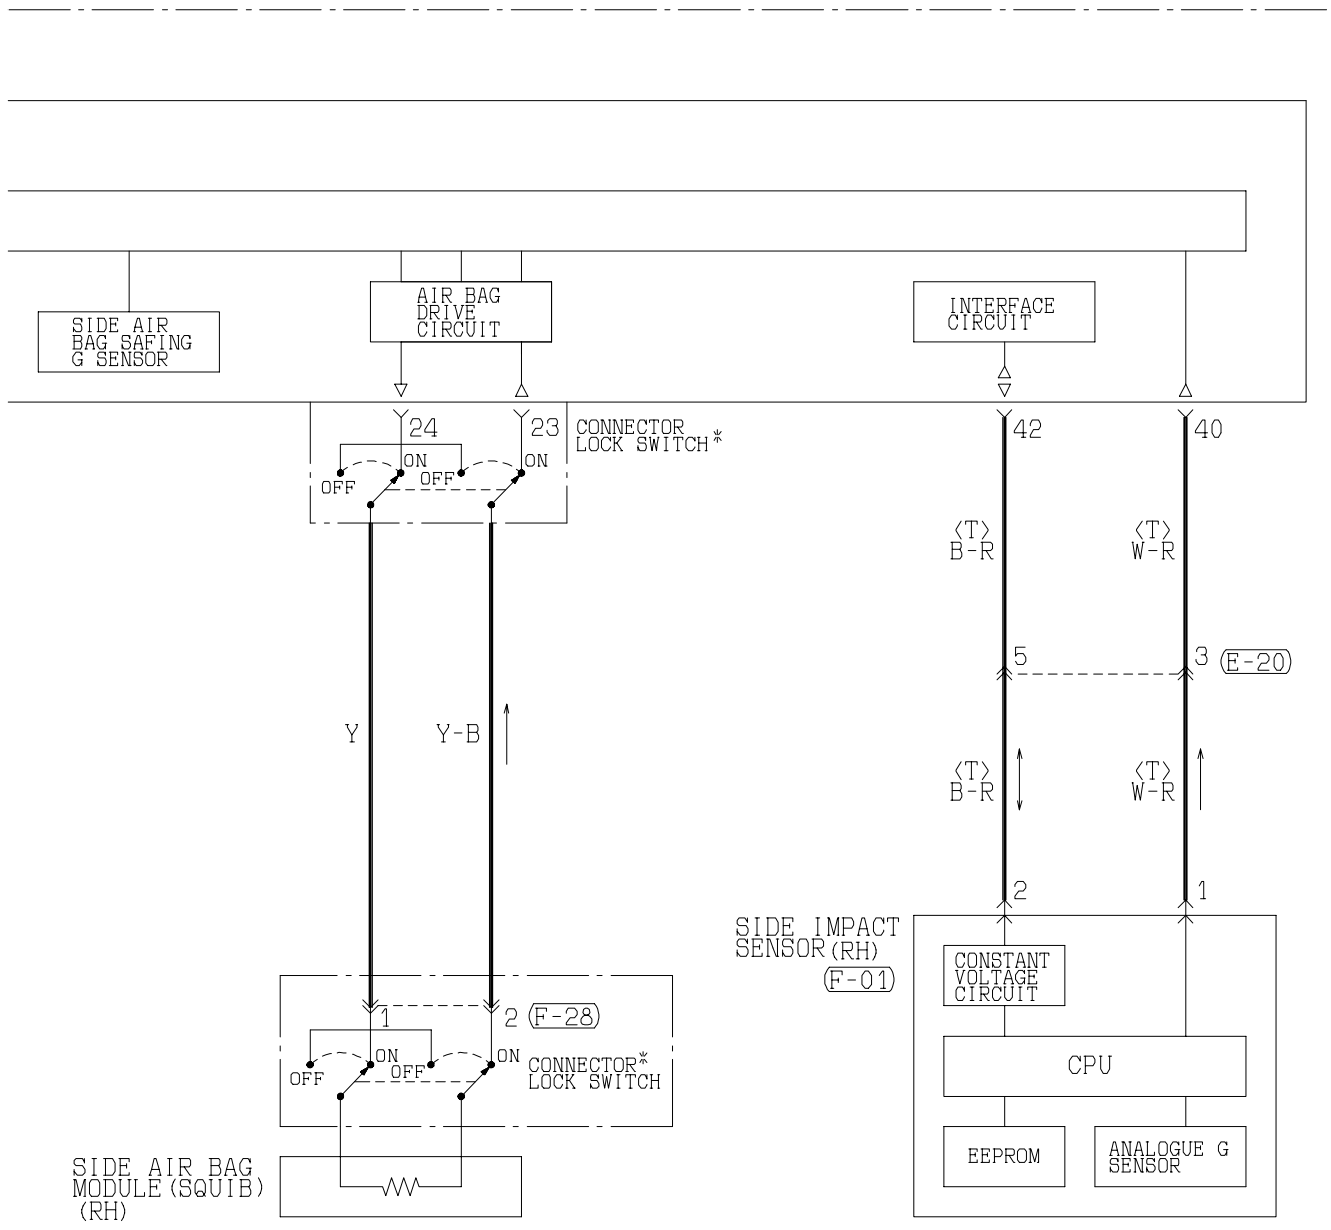 AIR BAG
DRIVE
CIRCUIT
INTERFACE
CIRCUIT
SIDE AIR
BAG SAFING
G SENSOR
24
23
CONNECTOR
LOCK SWITCH*
42
40
ON
OFF
ON
OFF
<T>
B-R
<T>
W-R
5
3
E-20
Y
Y-B
<T>
B-R
<T>
W-R
2
1
SIDE IMPACT
SENSOR(RH)
F-01
CONSTANT
VOLTAGE
CIRCUIT
1
2
F-28
ON
OFF
ON
OFF
CONNECTOR*
LOCK SWITCH
CPU
EEPROM
ANALOGUE G
SENSOR
SIDE AIR BAG
MODULE(SQUIB)
(RH)